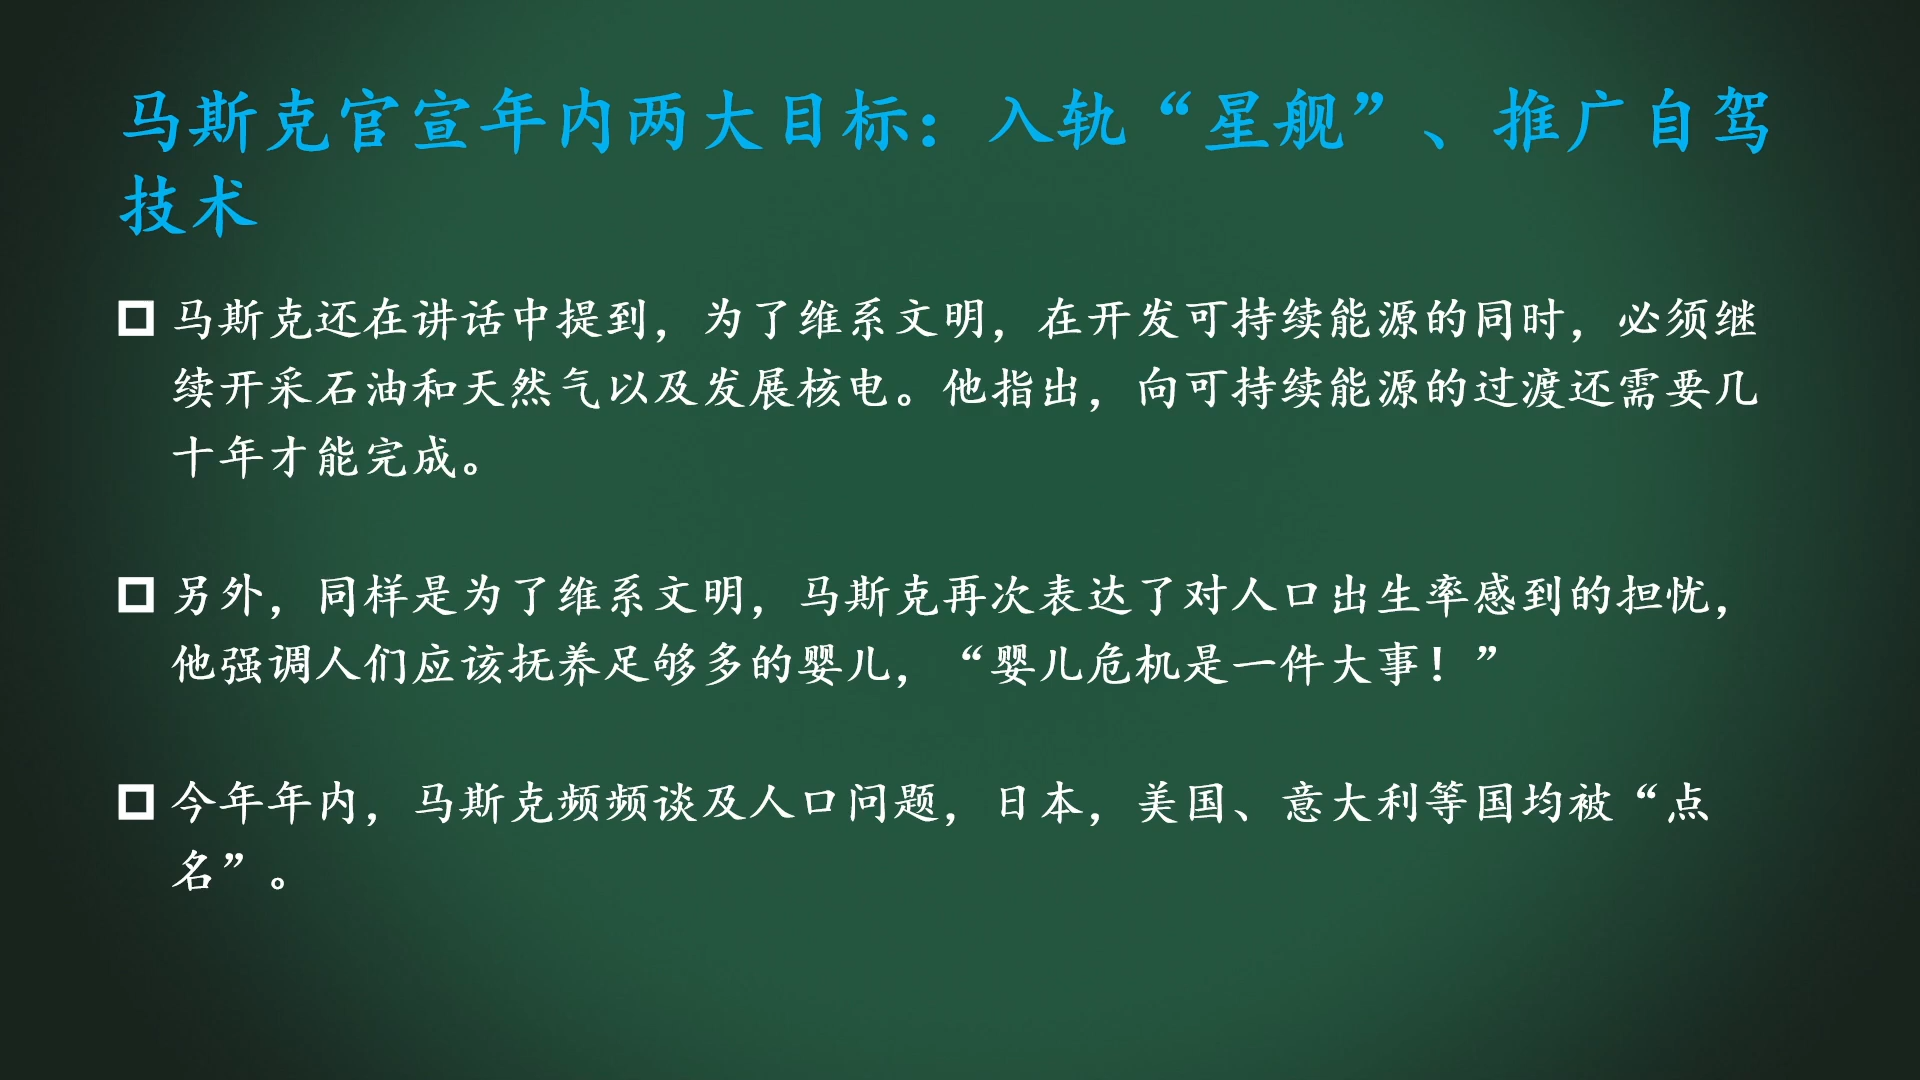 马斯克官宣年内两大目标：入轨“星舰”、推广自驾
技术
马斯克还在讲话中提到，为了维系文明，在开发可持续能源的同时，必须继
续开采石油和天然气以及发展核电。他指出，向可持续能源的过渡还需要几
十年才能完成。
另外，同样是为了维系文明，马斯克再次表达了对人口出生率感到的担忧，
他强调人们应该抚养足够多的婴儿，“婴儿危机是一件大事！”
今年年内，马斯克频频谈及人口问题，日本，美国、意大利等国均被“点
名”。